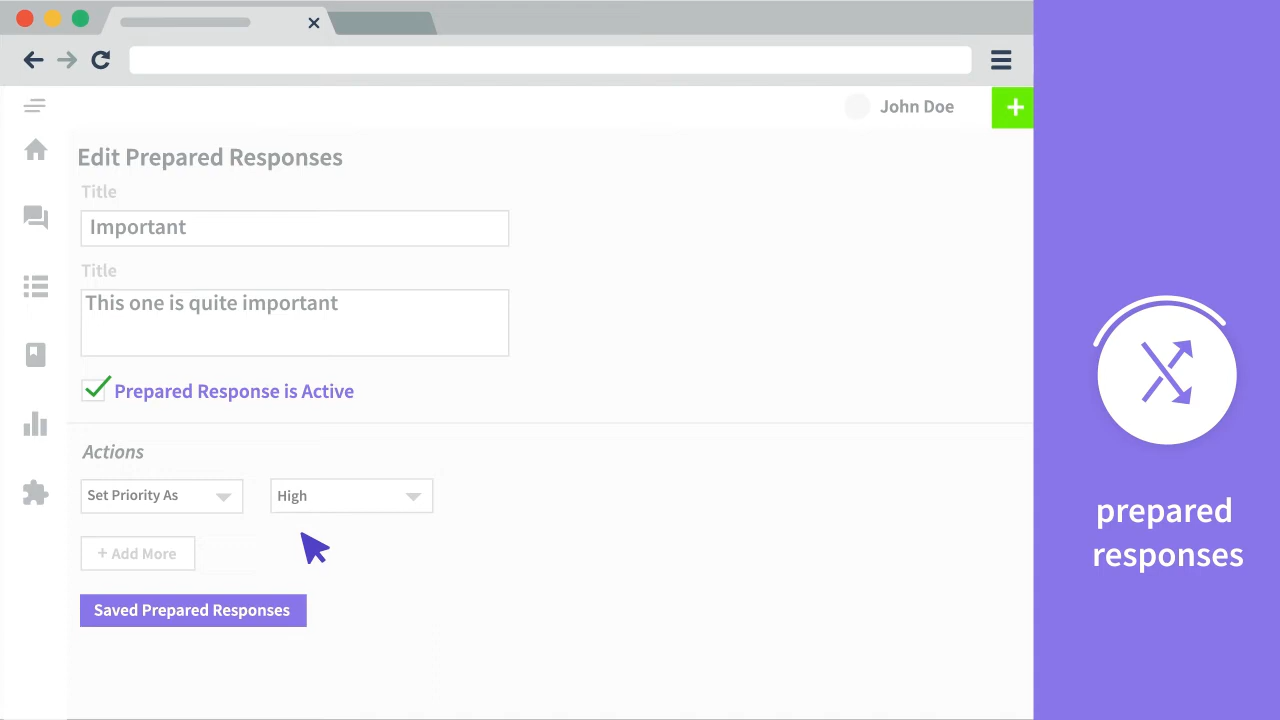 John Doe
Edit Prepared Responses
Title
Important
Title
This one is quite important
Prepared Response is Active
Actions
Set Priority As
High
+ Add More
Saved Prepared Responses
prepared
responses